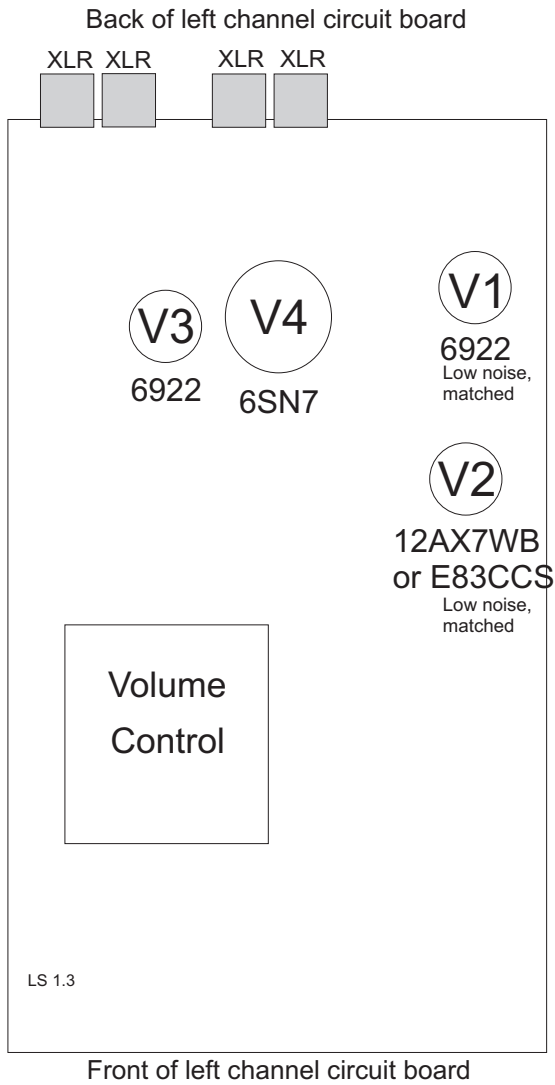 Back of left channel circuit board
XLR XLR XLR XLR
V3
6922
V4
6SN7
V1
6922
Low noise,
matched
V2
12AX7WB
or E83CCS
Low noise,
matched
Volume
Control
LS 1.3
Front of left channel circuit board